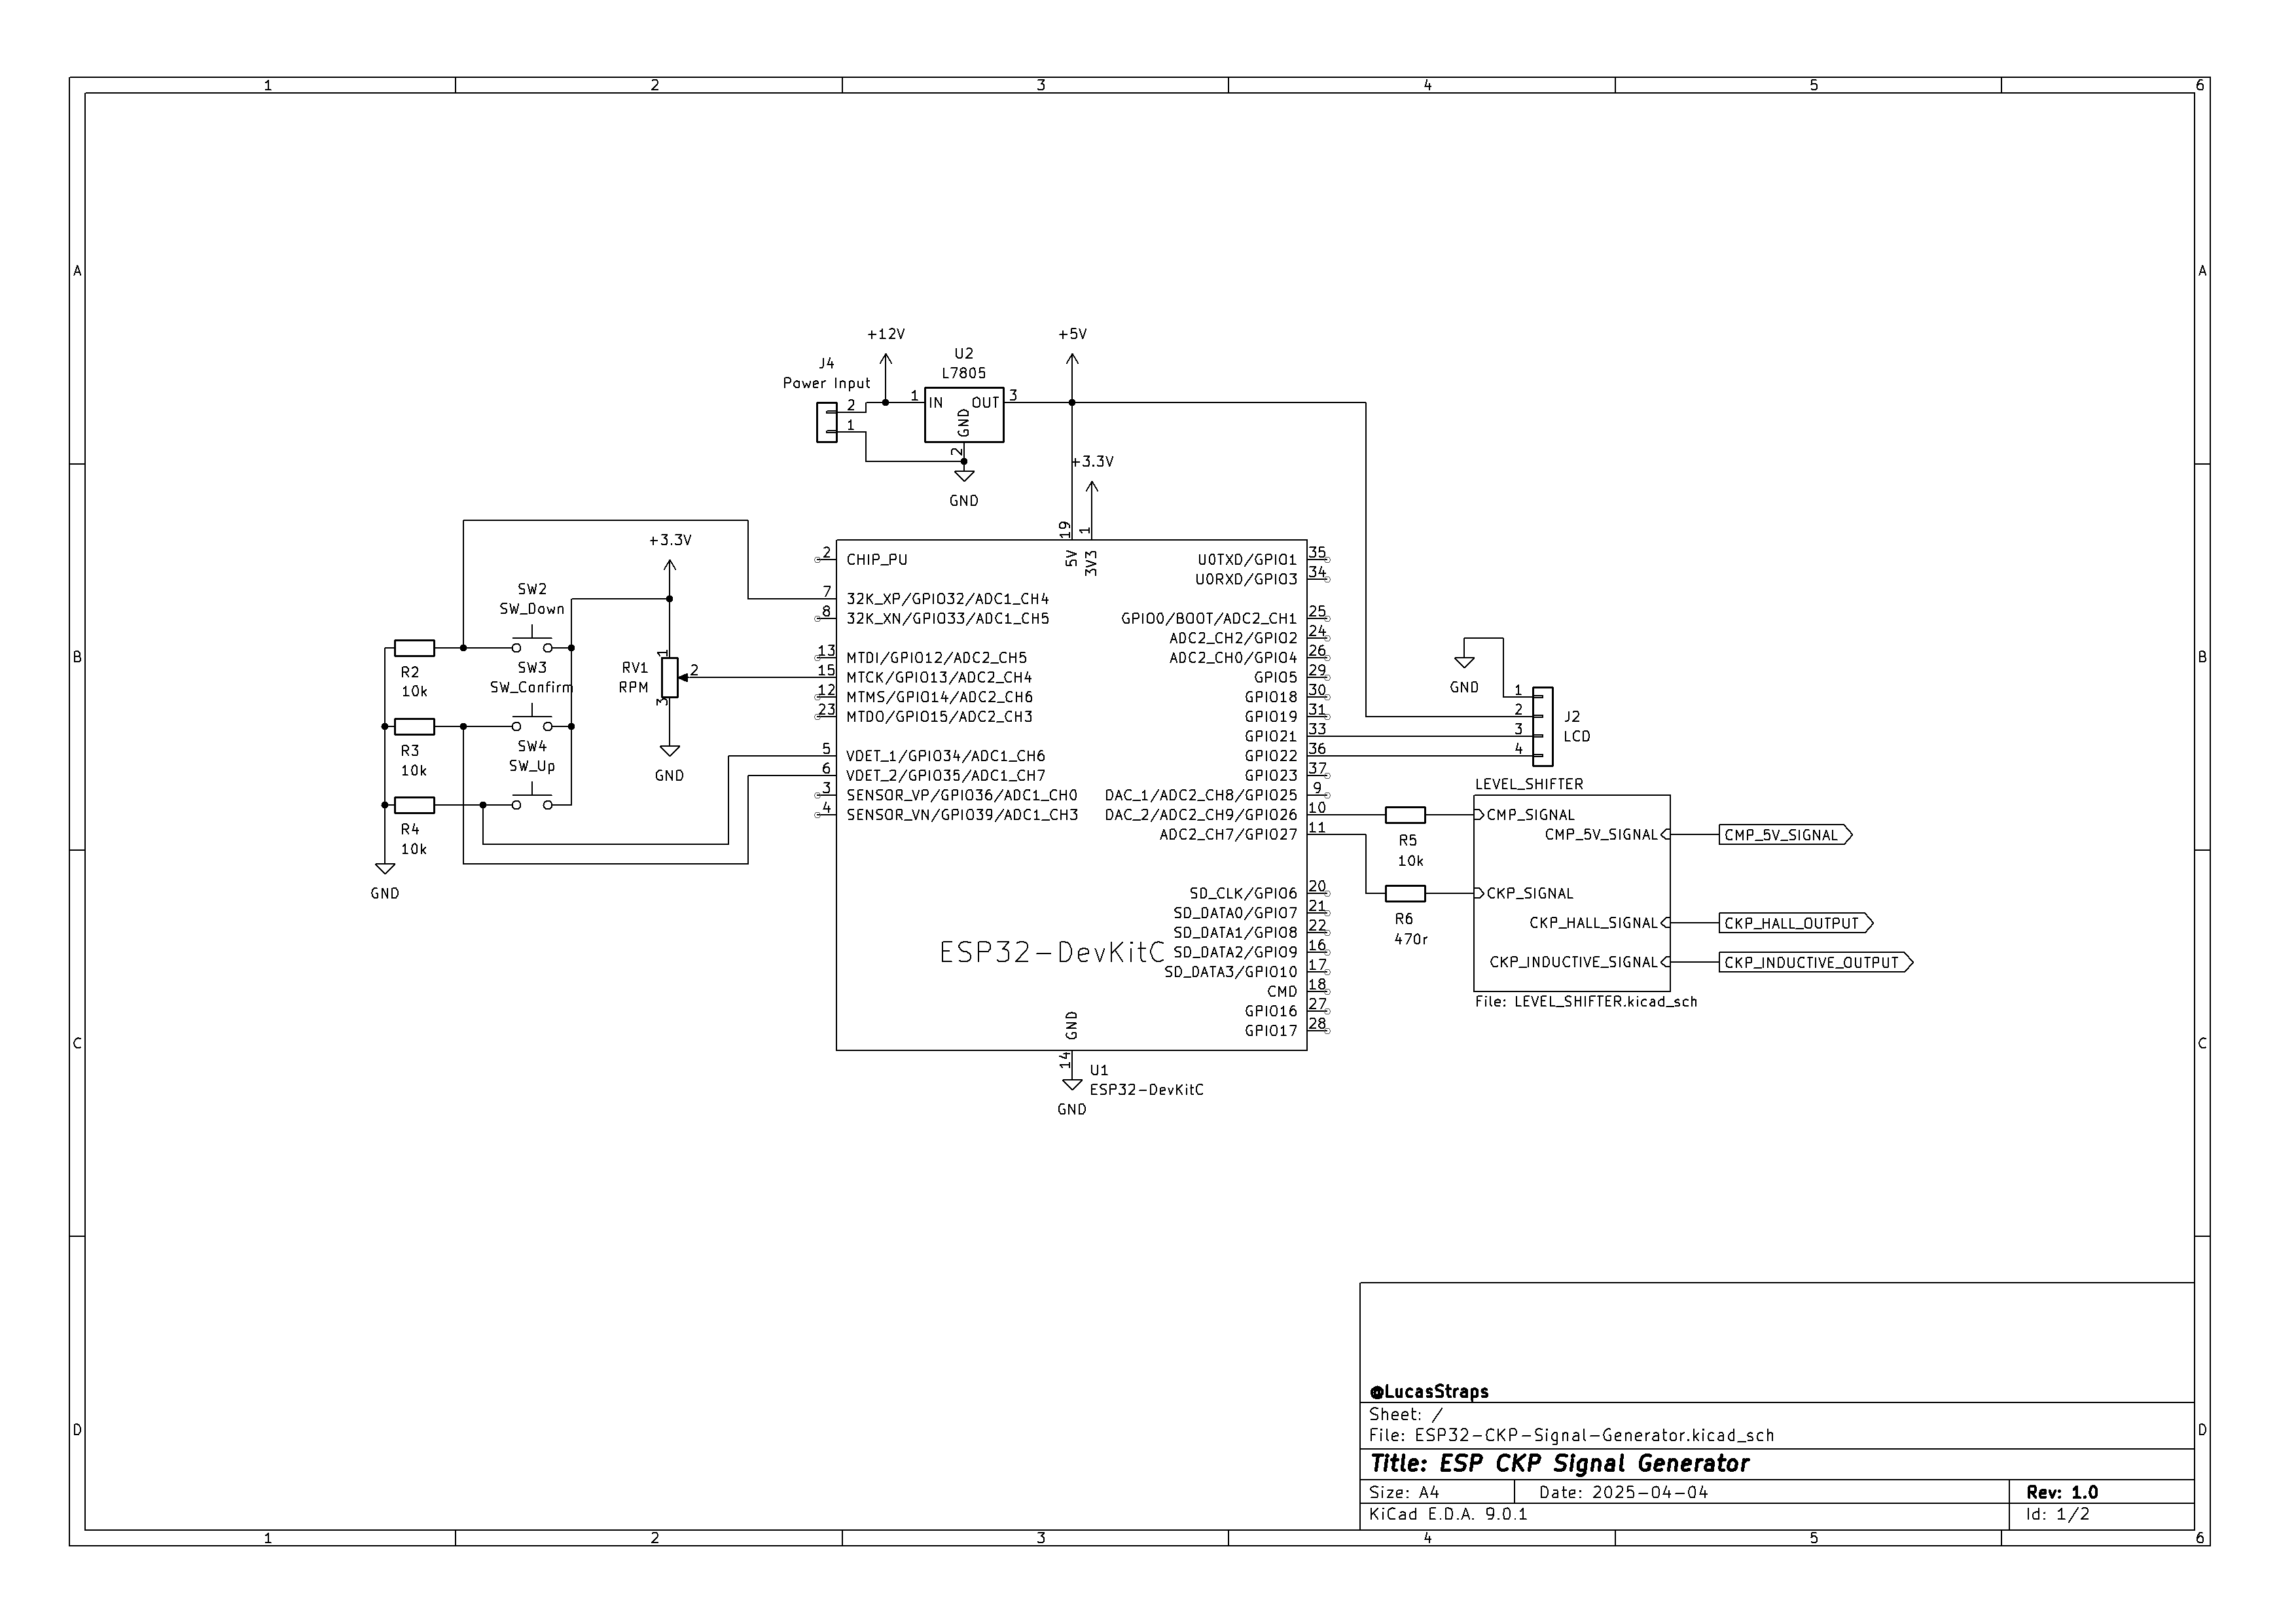 1 2 3 4 5 6
A A
+12V +5V
J4
Power Input
U2
L7805
2
1
1 IN OUT 3
GND
2
GND
+3.3V
19 1
5V 3V3
+3.3V
SW2
SW_Down
SW3
SW_Confirm
SW4
SW_Up
R2
10k
R3
10k
R4
10k
GND
RV1
RPM
1
2
3
GND
B B
2 CHIP_PU
7 32K_XP/GPIO32/ADC1_CH4
8 32K_XN/GPIO33/ADC1_CH5
13 MTDI/GPIO12/ADC2_CH5
15 MTCK/GPIO13/ADC2_CH4
12 MTMS/GPIO14/ADC2_CH6
23 MTDO/GPIO15/ADC2_CH3
5 VDET_1/GPIO34/ADC1_CH6
6 VDET_2/GPIO35/ADC1_CH7
3 SENSOR_VP/GPIO36/ADC1_CH0
4 SENSOR_VN/GPIO39/ADC1_CH3
U0TXD/GPIO1 35
U0RXD/GPIO3 34
GPIO0/BOOT/ADC2_CH1 25
ADC2_CH2/GPIO2 24
ADC2_CH0/GPIO4 26
GPIO5 29
GPIO18 30
GPIO19 31
GPIO21 33
GPIO22 36
GPIO23 37
DAC_1/ADC2_CH8/GPIO25 9
DAC_2/ADC2_CH9/GPIO26 10
ADC2_CH7/GPIO27 11
SD_CLK/GPIO6 20
SD_DATA0/GPIO7 21
SD_DATA1/GPIO8 22
SD_DATA2/GPIO9 16
SD_DATA3/GPIO10 17
CMD 18
GPIO16 27
GPIO17 28
ESP32-DevKitC
GND
14
U1
ESP32-DevKitC
GND
GND
1
2
3
4
J2
LCD
LEVEL_SHIFTER
CMP_SIGNAL
CMP_5V_SIGNAL
CKP_SIGNAL
CKP_HALL_SIGNAL
CKP_INDUCTIVE_SIGNAL
File: LEVEL_SHIFTER.kicad_sch
R5
10k
R6
470r
CMP_5V_SIGNAL
CKP_HALL_OUTPUT
CKP_INDUCTIVE_OUTPUT
C C
@LucasStraps
Sheet: /
File: ESP32-CKP-Signal-Generator.kicad_sch
Title: ESP CKP Signal Generator
Size: A4 Date: 2025-04-04 Rev: 1.0
KiCad E.D.A. 9.0.1 Id: 1/2
D D
1 2 3 4 5 6